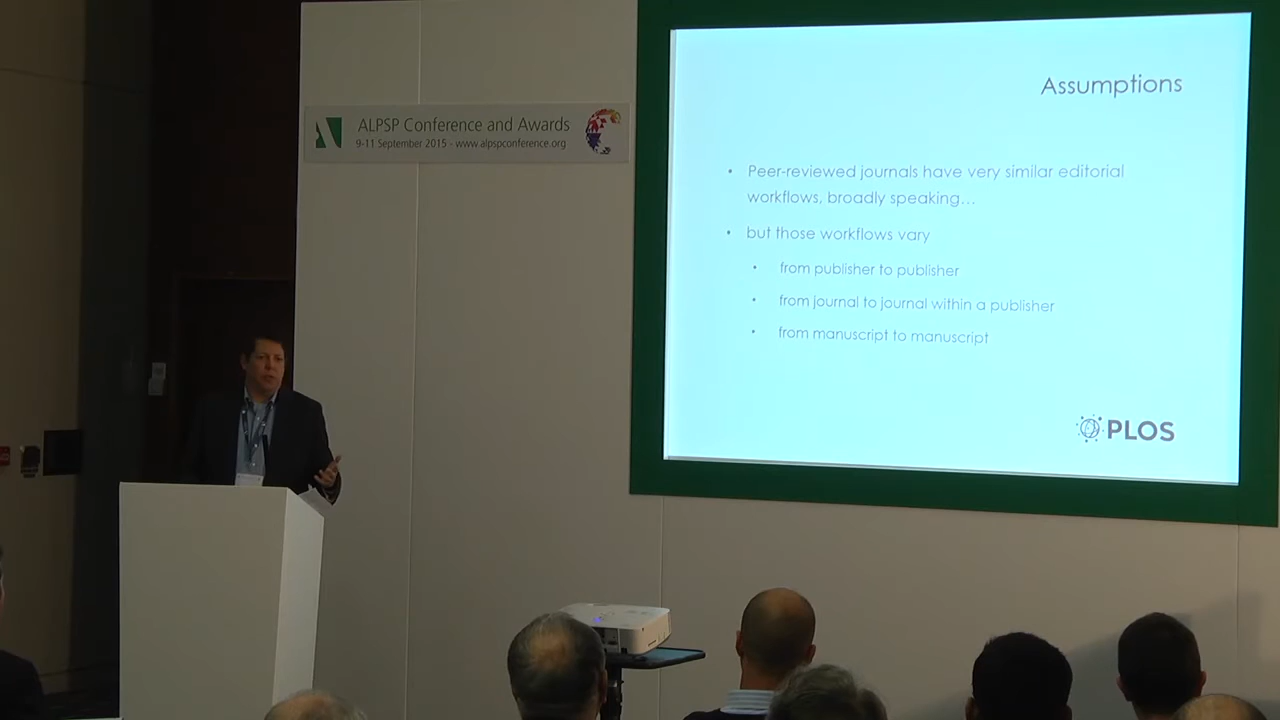 ALPSP Conference and Awards
9-11 September 2015 - www.alpspconference.org
Assumptions
• Peer-reviewed journals have very similar editorial
workflows, broadly speaking…
• but those workflows vary
• from publisher to publisher
• from journal to journal within a publisher
• from manuscript to manuscript
PLOS